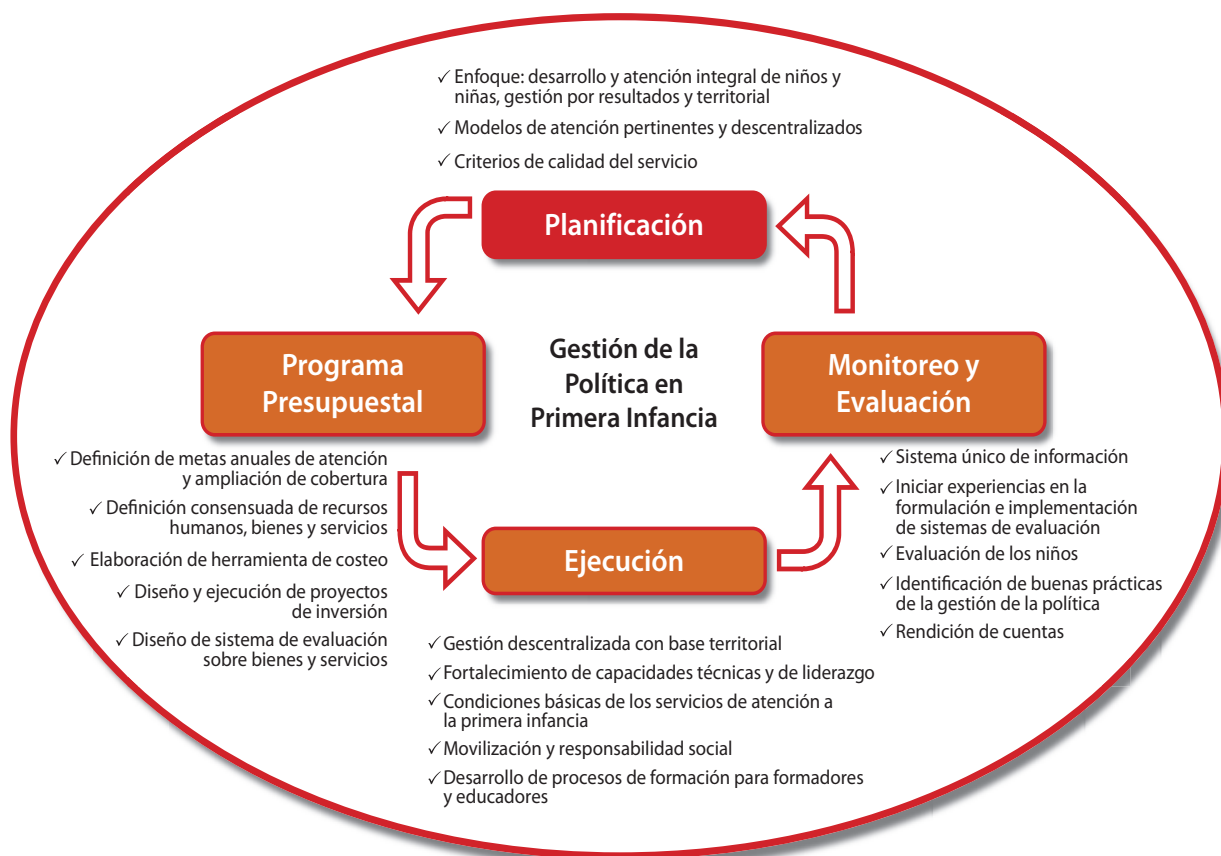 ✓ Enfoque: desarrollo y atención integral de niños y
niñas, gestión por resultados y territorial
✓ Modelos de atención pertinentes y descentralizados
✓ Criterios de calidad del servicio
Planificación
Programa
Presupuestal
Gestión de la
Política en
Primera Infancia
Monitoreo y
Evaluación
✓ Definición de metas anuales de atención
y ampliación de cobertura
✓ Definición consensuada de recursos
humanos, bienes y servicios
✓ Elaboración de herramienta de costeo
✓ Diseño y ejecución de proyectos
de inversión
✓ Diseño de sistema de evaluación
sobre bienes y servicios
Ejecución
✓ Gestión descentralizada con base territorial
✓ Fortalecimiento de capacidades técnicas y de liderazgo
✓ Condiciones básicas de los servicios de atención a
la primera infancia
✓ Movilización y responsabilidad social
✓ Desarrollo de procesos de formación para formadores
y educadores
✓ Sistema único de información
✓ Iniciar experiencias en la
formulación e implementación
de sistemas de evaluación
✓ Evaluación de los niños
✓ Identificación de buenas prácticas
de la gestión de la política
✓ Rendición de cuentas